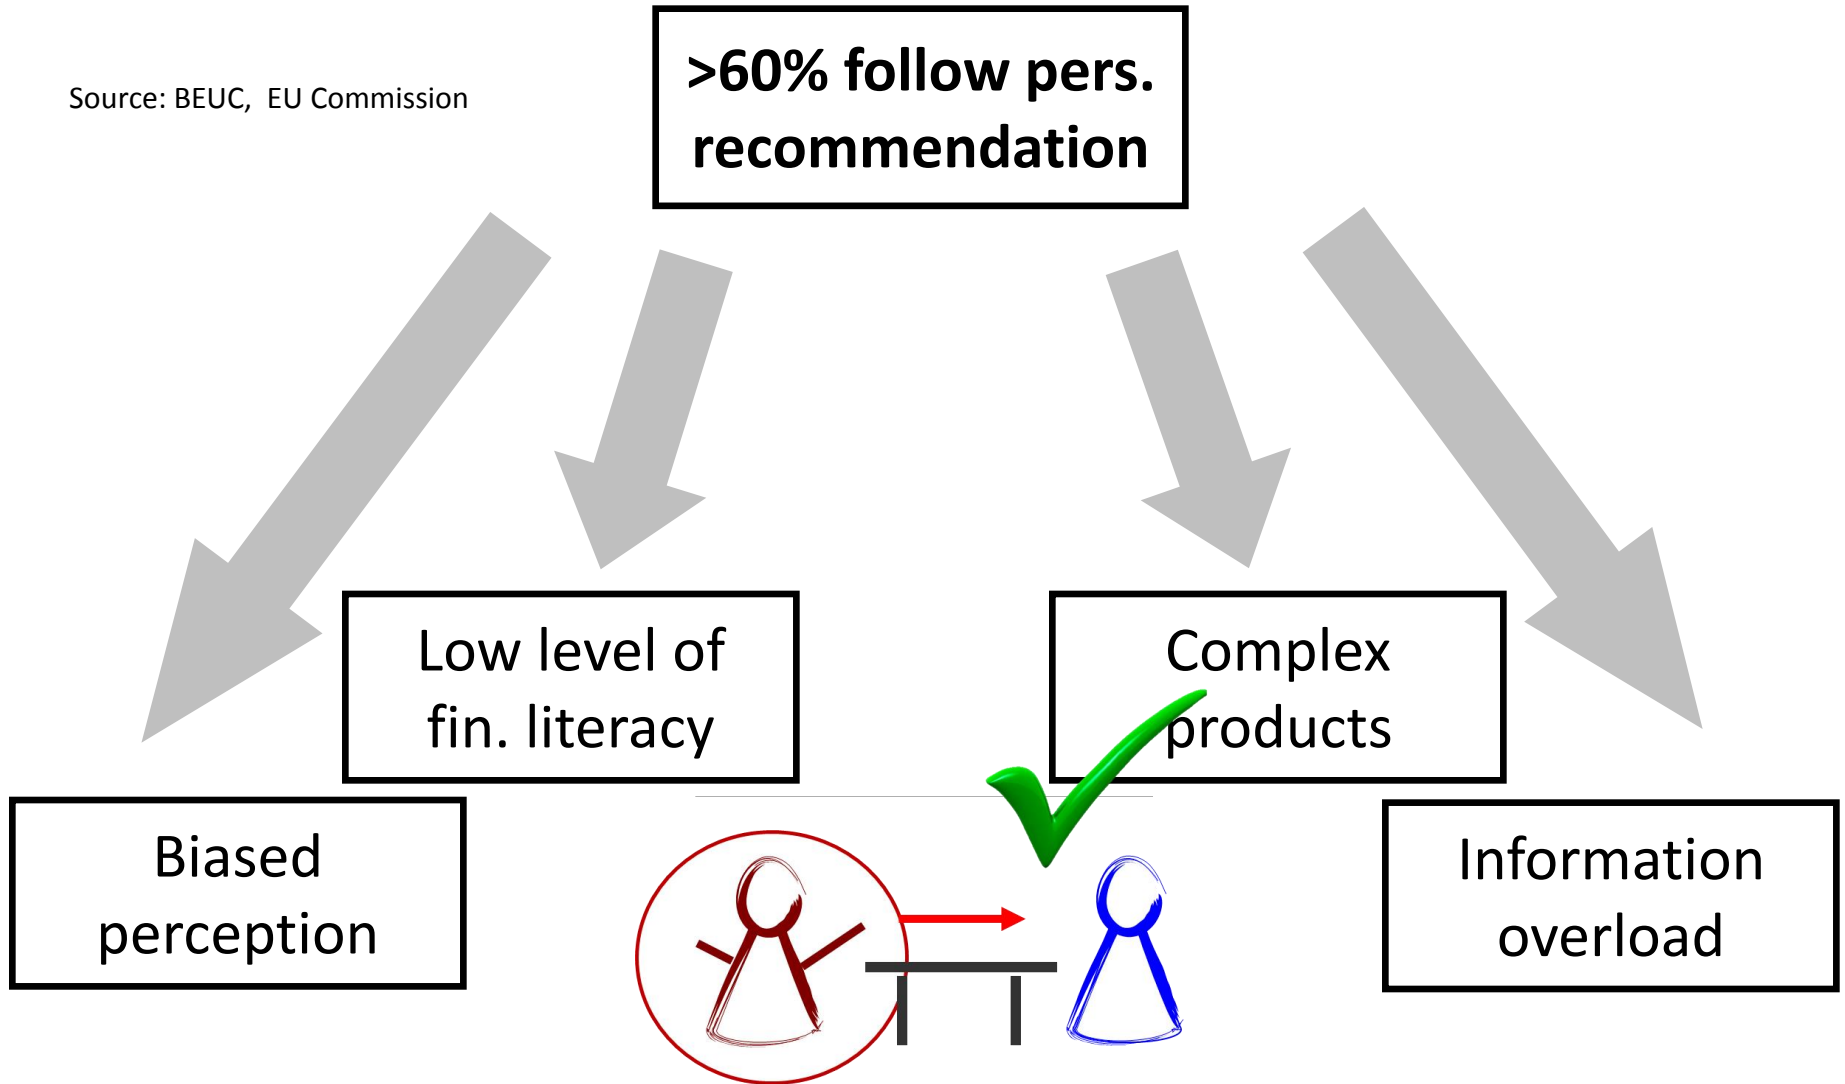 Source: BEUC, EU Commission
>60% follow pers.
recommendation
Low level of
fin. literacy
Complex
products
Biased
perception
Information
overload